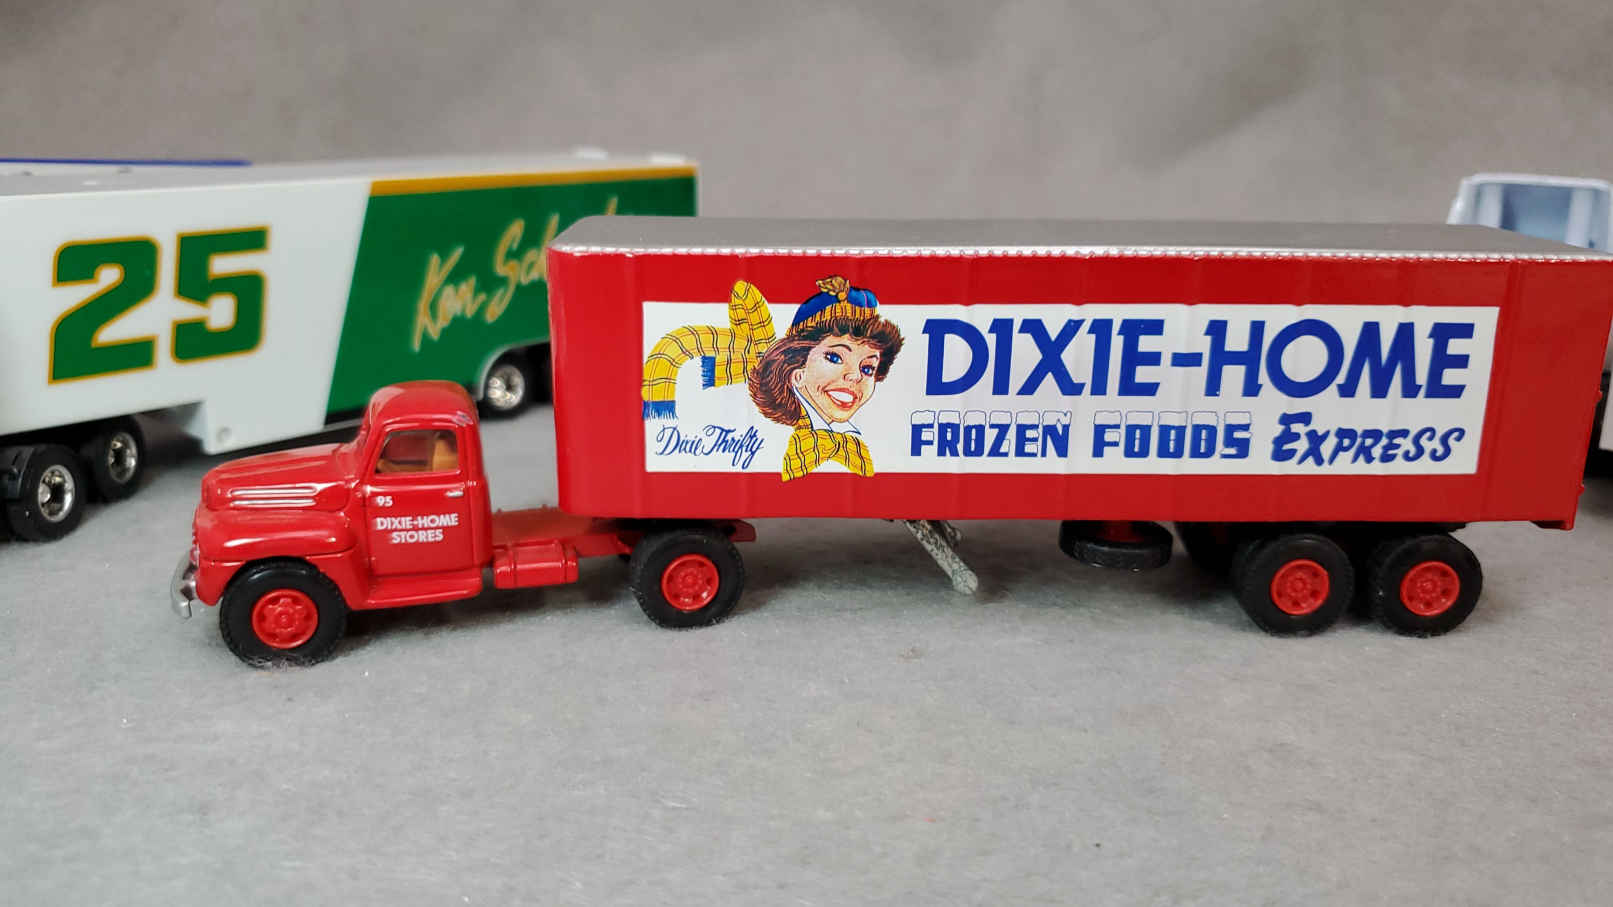 25
Ken
DIXIE-HOME
Dixie Thrifty
FROZEN FOODS EXPRESS
95
DIXIE-HOME
STORES